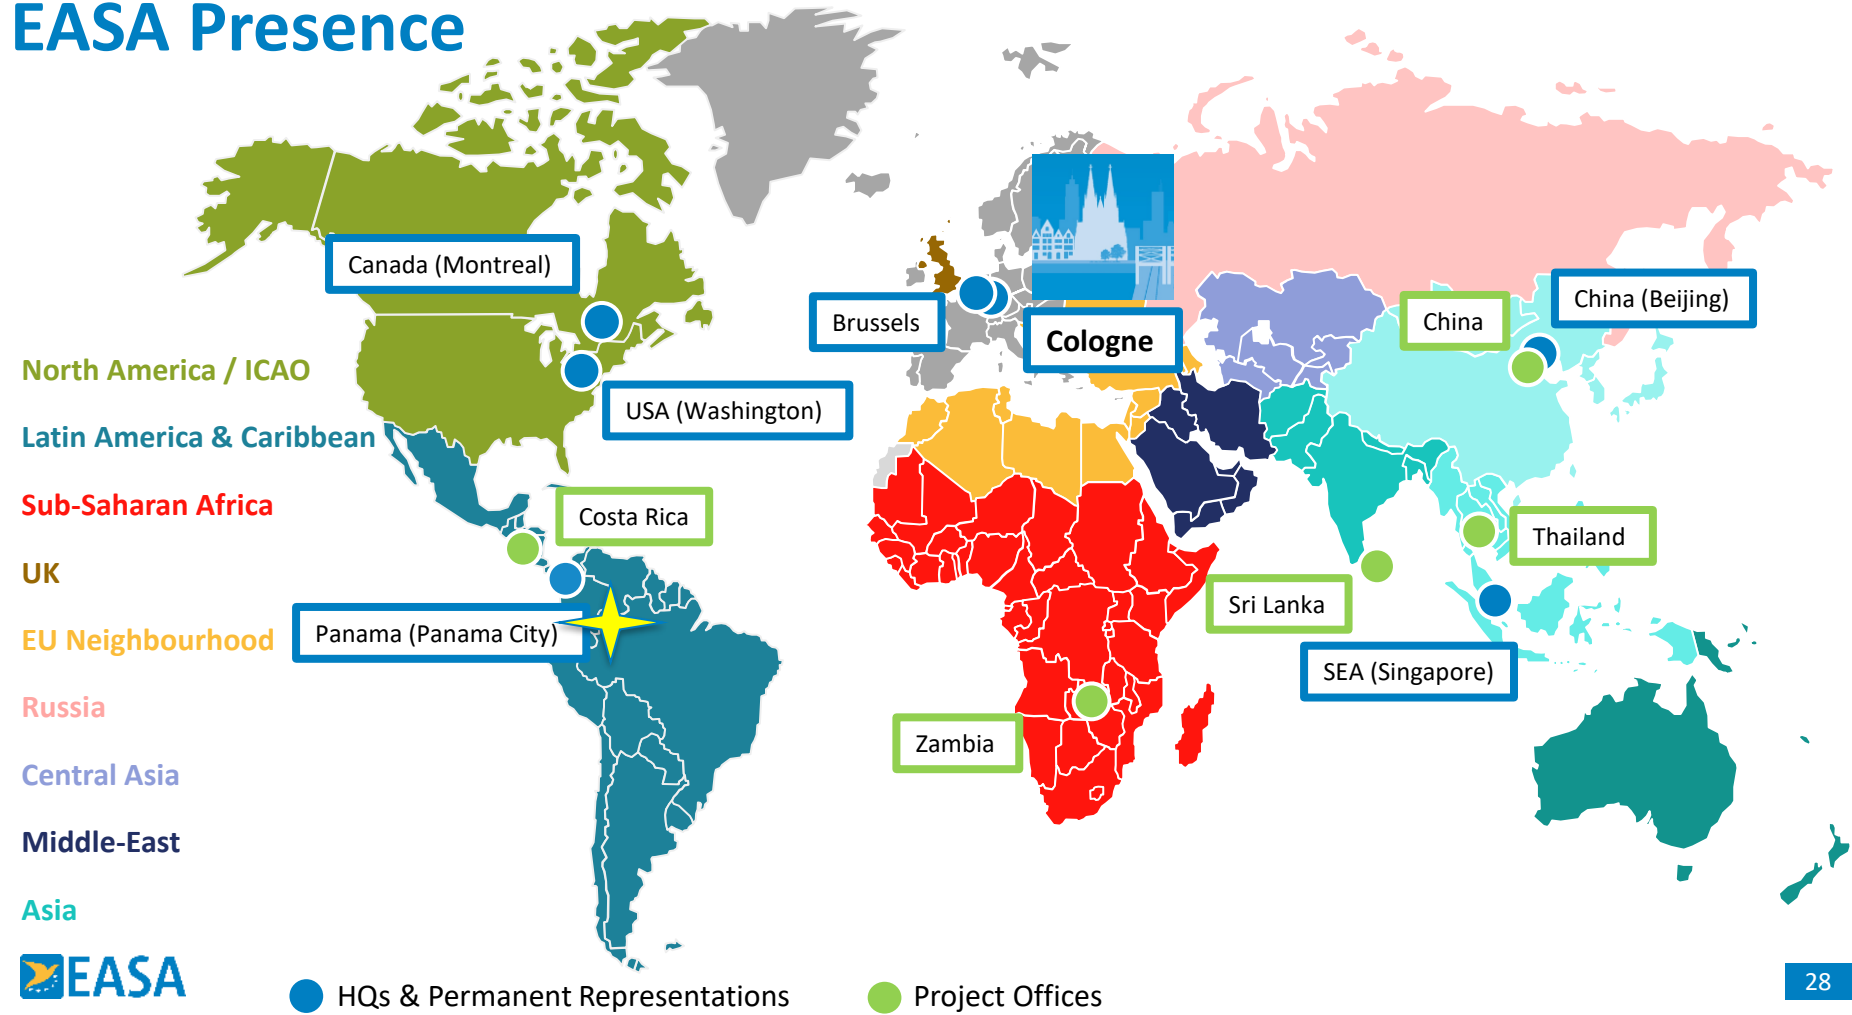 EASA Presence
Canada (Montreal)
Brussels
Cologne
China
China (Beijing)
USA (Washington)
North America / ICAO
Latin America & Caribbean
Sub-Saharan Africa
UK
EU Neighbourhood
Russia
Central Asia
Middle-East
Asia
Costa Rica
Panama (Panama City)
Thailand
Sri Lanka
SEA (Singapore)
Zambia
EASA
HQs & Permanent Representations
Project Offices
28